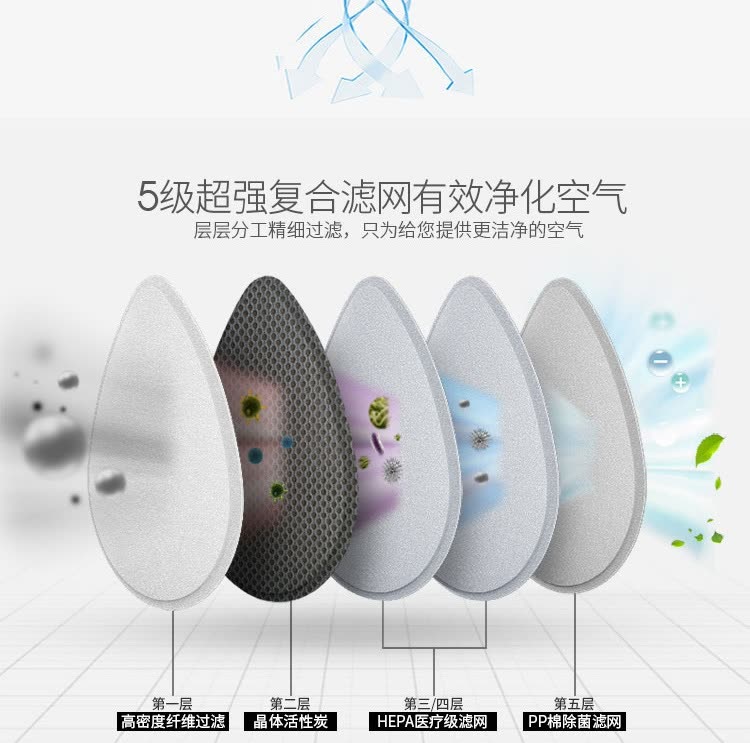 5级超强复合滤网有效净化空气
层层分工精细过滤，只为给您提供更洁净的空气
第一层
高密度纤维过滤
第二层
晶体活性炭
第三/四层
HEPA医疗级滤网
第五层
PP棉除菌滤网